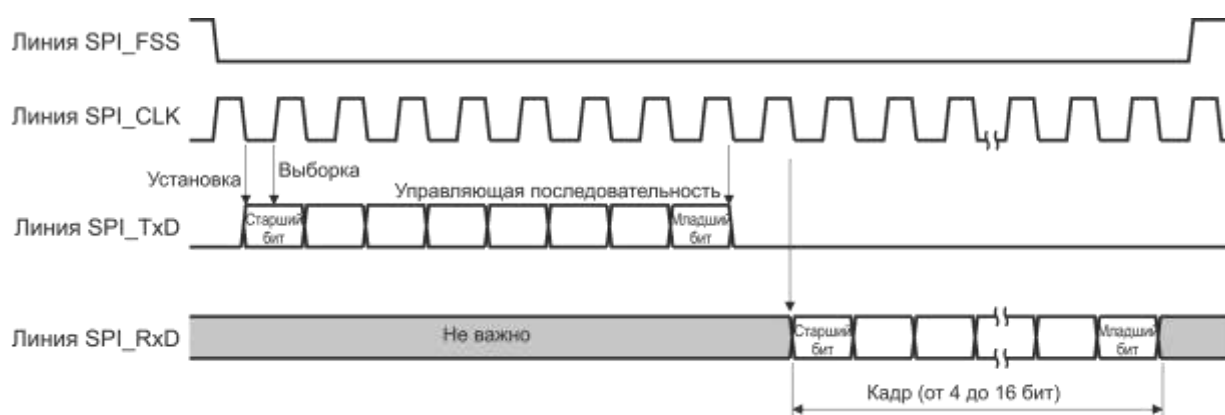 Линия SPI_FSS
Линия SPI_CLK
Установка
Выборка
Управляющая последовательность
Линия SPI_TxD
Старший
бит
Младший
бит
Линия SPI_RxD
Не важно
Старший
бит
Младший
бит
Кадр (от 4 до 16 бит)